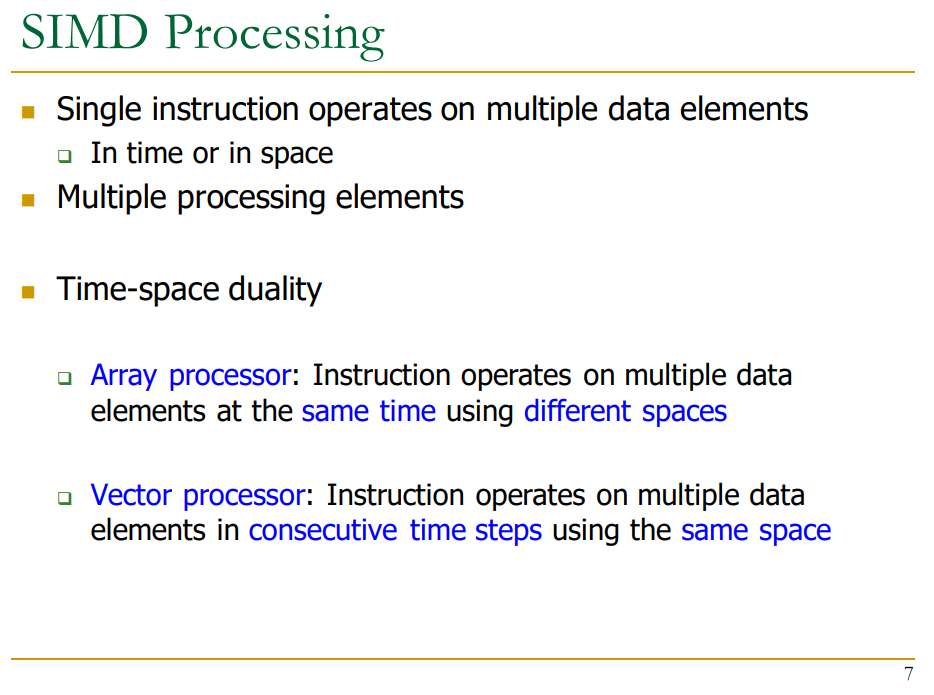 SIMD Processing
Single instruction operates on multiple data elements
In time or in space
Multiple processing elements
Time-space duality
Array processor: Instruction operates on multiple data
elements at the same time using different spaces
Vector processor: Instruction operates on multiple data
elements in consecutive time steps using the same space
7